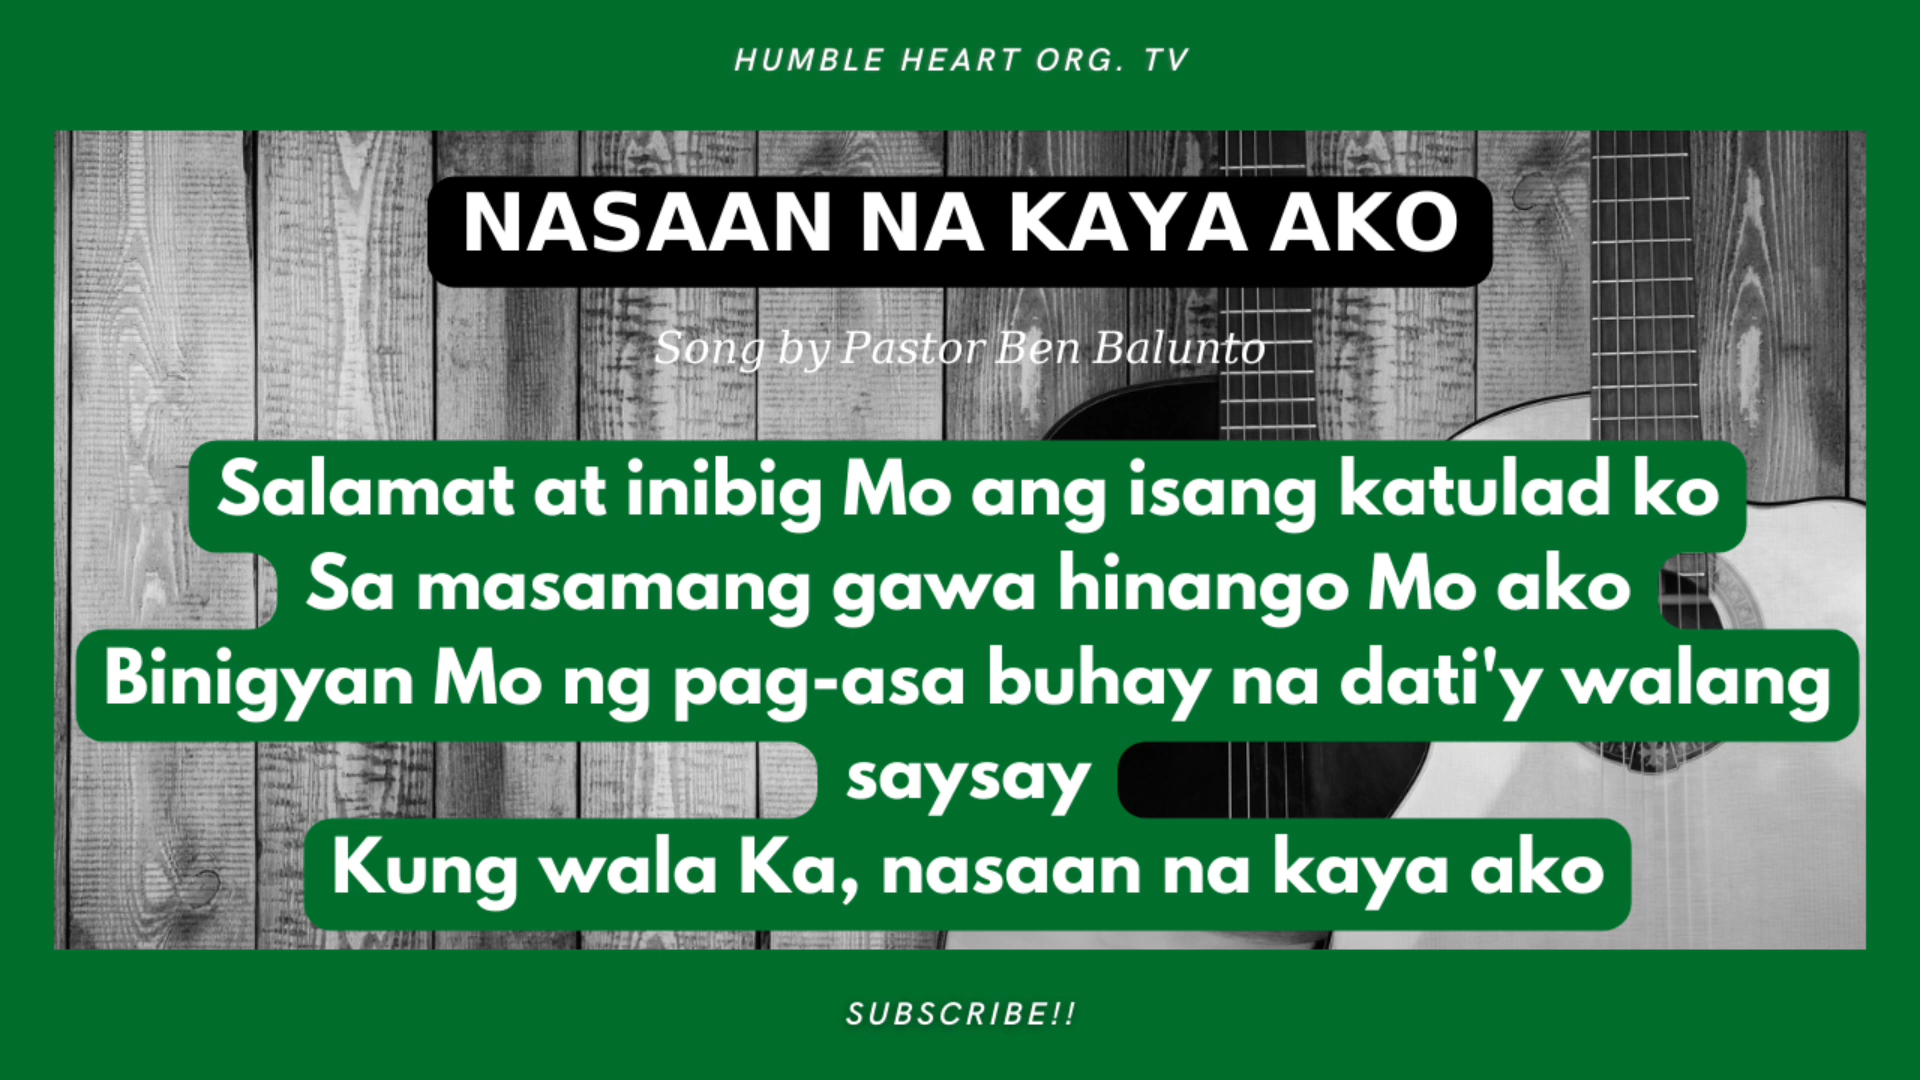 HUMBLE HEART ORG. TV
NASAAN NA KAYA AKO
Song by Pastor Ben Balunto
Salamat at inibig Mo ang isang katulad ko
Sa masamang gawa hinango Mo ako
Binigyan Mo ng pag-asa buhay na dati'y walang
saysay
Kung wala Ka, nasaan na kaya ako
SUBSCRIBE!!